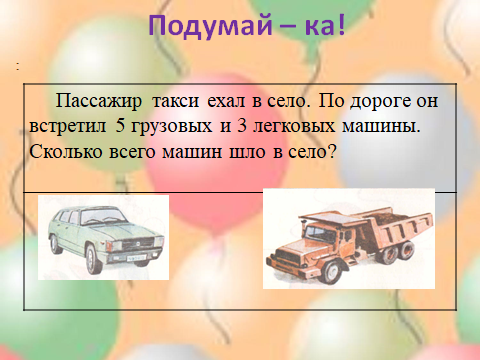 Подумай – ка!
:
Пассажир такси ехал в село. По дороге он
встретил 5 грузовых и 3 легковых машины.
Сколько всего машин шло в село?